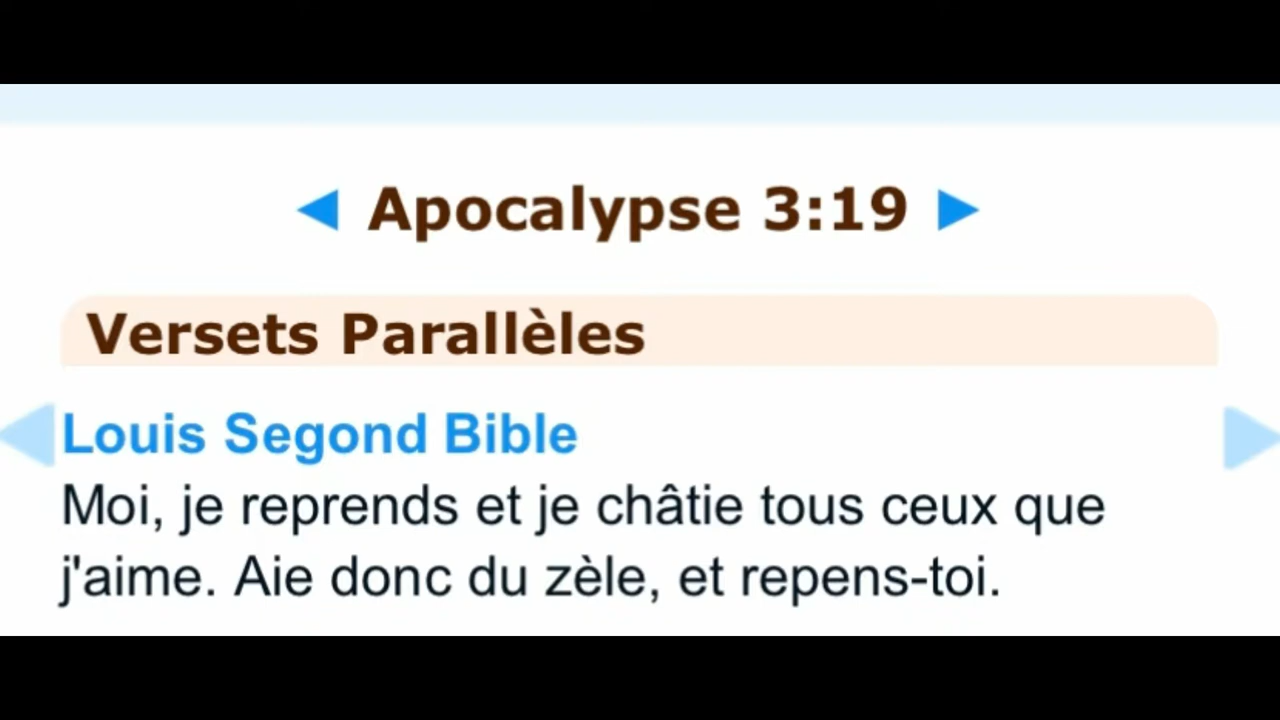 Apocalypse 3:19
Versets Parallèles
Louis Segond Bible
Moi, je reprends et je châtie tous ceux que
j'aime. Aie donc du zèle, et repens-toi.